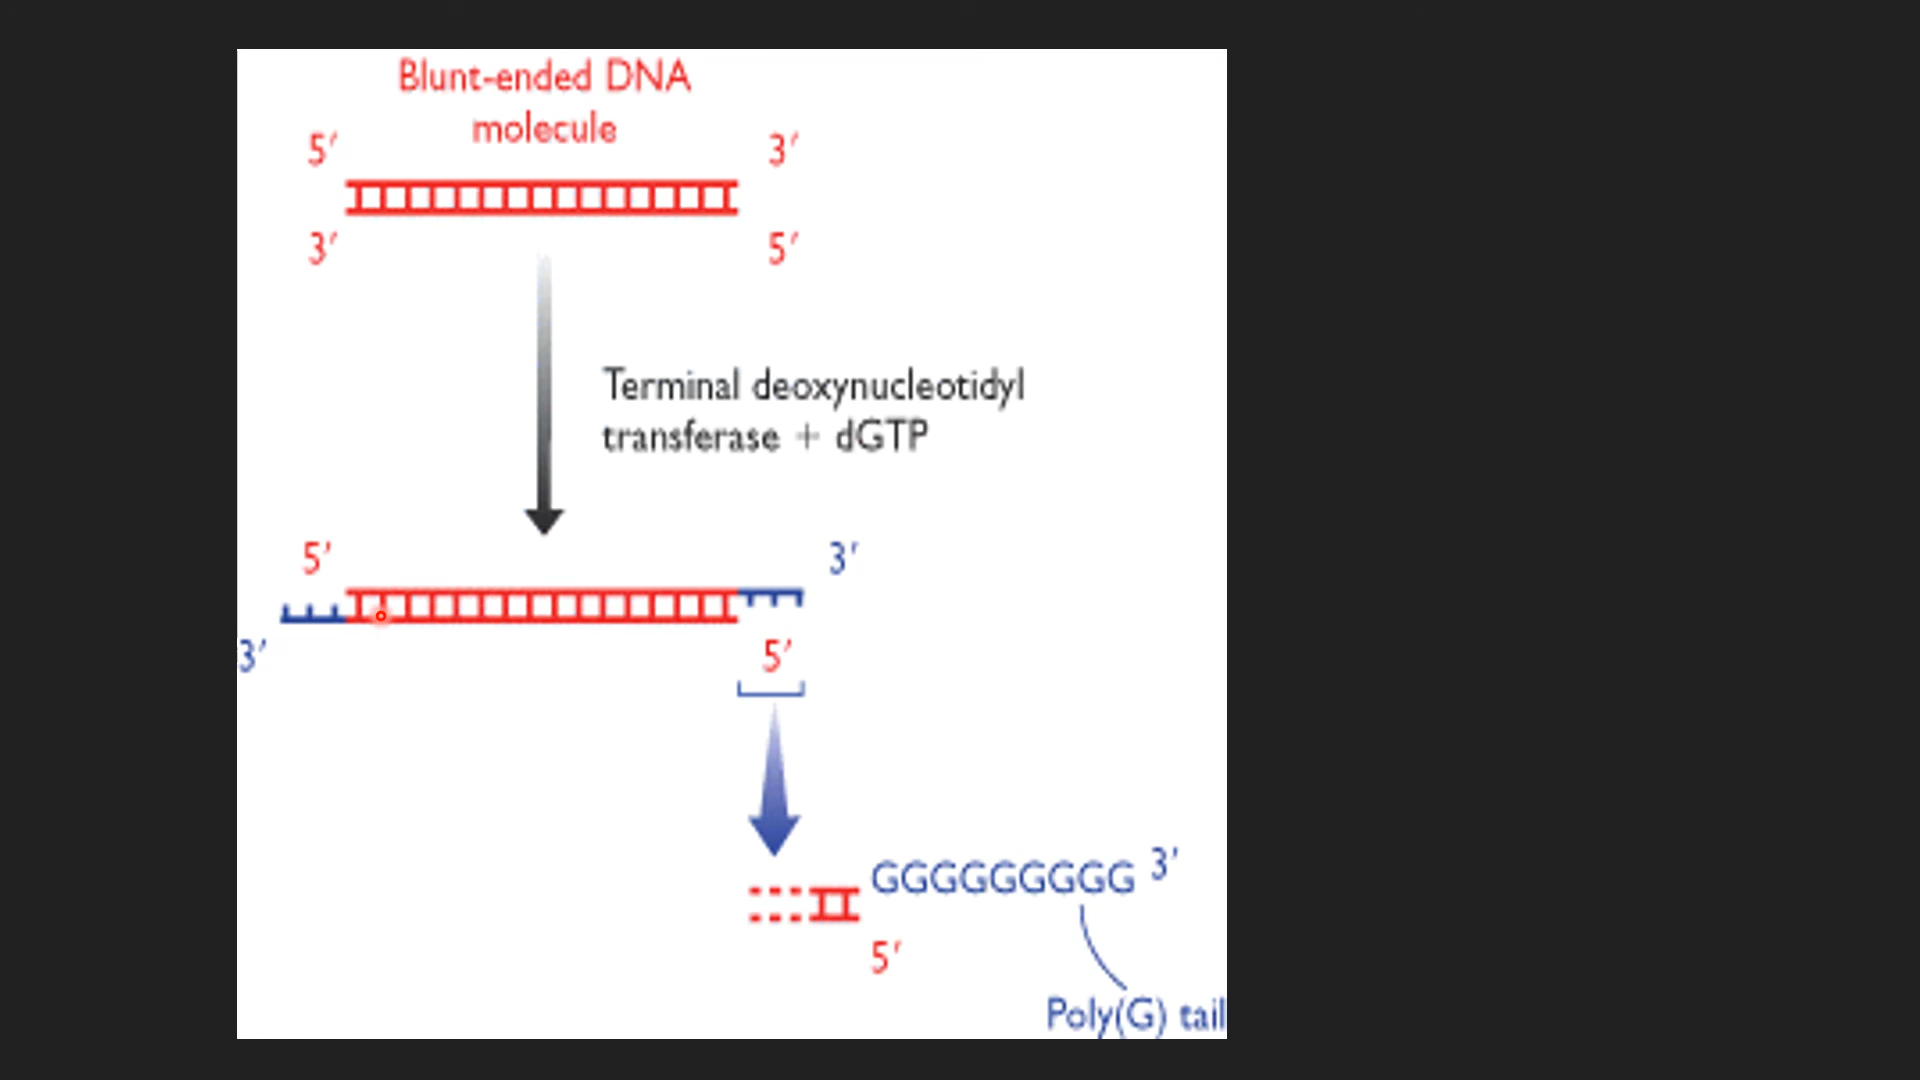 Blunt-ended DNA
molecule
5′ 3′
3′ 5′
Terminal deoxynucleotidyl
transferase + dGTP
5′ 3′
3′ 5′
GGGGGGGGG 3′
5′
Poly(G) tail